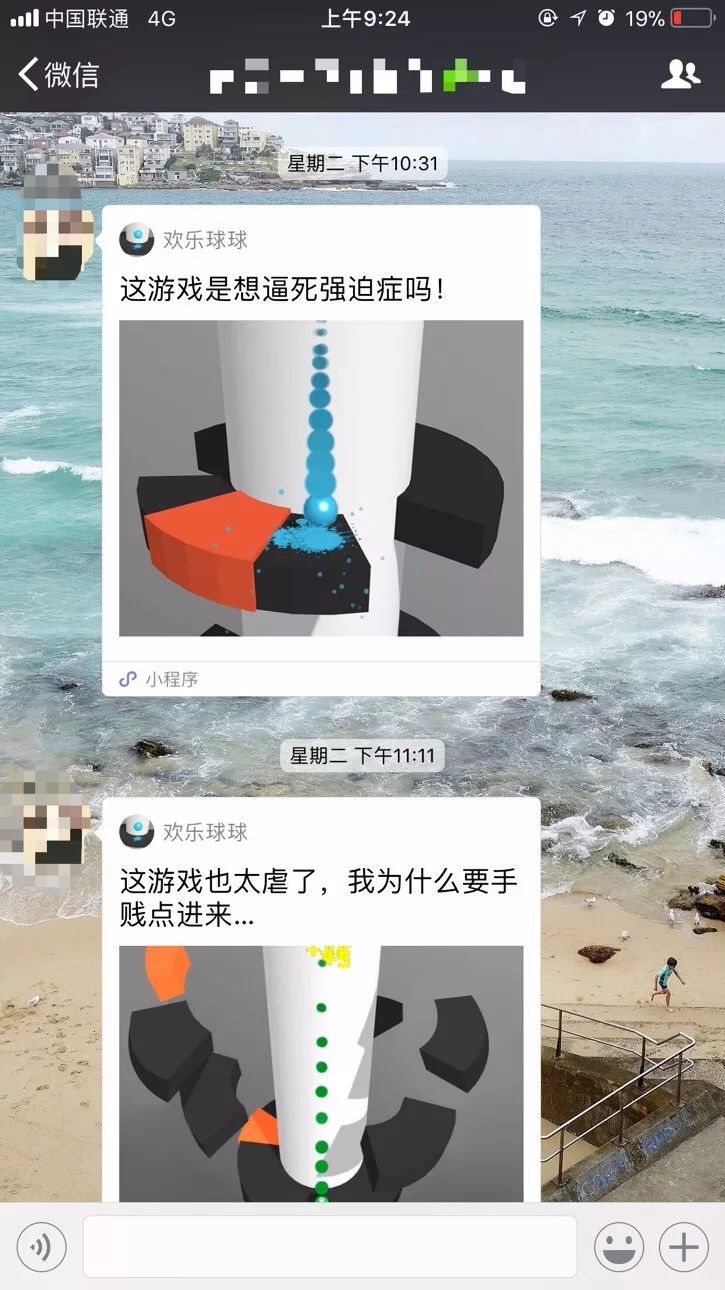 中国联通 4G 上午9:24 19%
微信
星期二 下午10:31
欢乐球球
这游戏是想逼死强迫症吗！
小程序
星期二 下午11:11
欢乐球球
这游戏也太虐了，我为什么要手
贱点进来...
+45